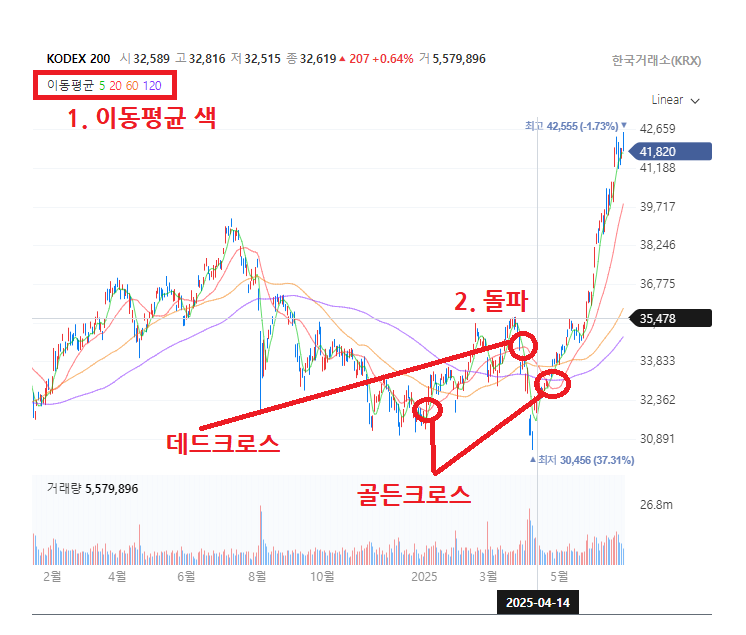 KODEX 200 시 32,589 고 32,816 저 32,515 종 32,619 ▲ 207 +0.64% 거 5,579,896
한국거래소(KRX)
이동평균 5 20 60 120
Linear
1. 이동평균 색
최고 42,555 (-1.73%) ▼
42,659
41,820
41,188
39,717
38,246
36,775
2. 돌파
35,478
33,833
32,362
데드크로스
30,891
▲ 최저 30,456 (37.31%)
골든크로스
거래량 5,579,896
26.8m
2월 4월 6월 8월 10월 2025 3월 5월
2025-04-14